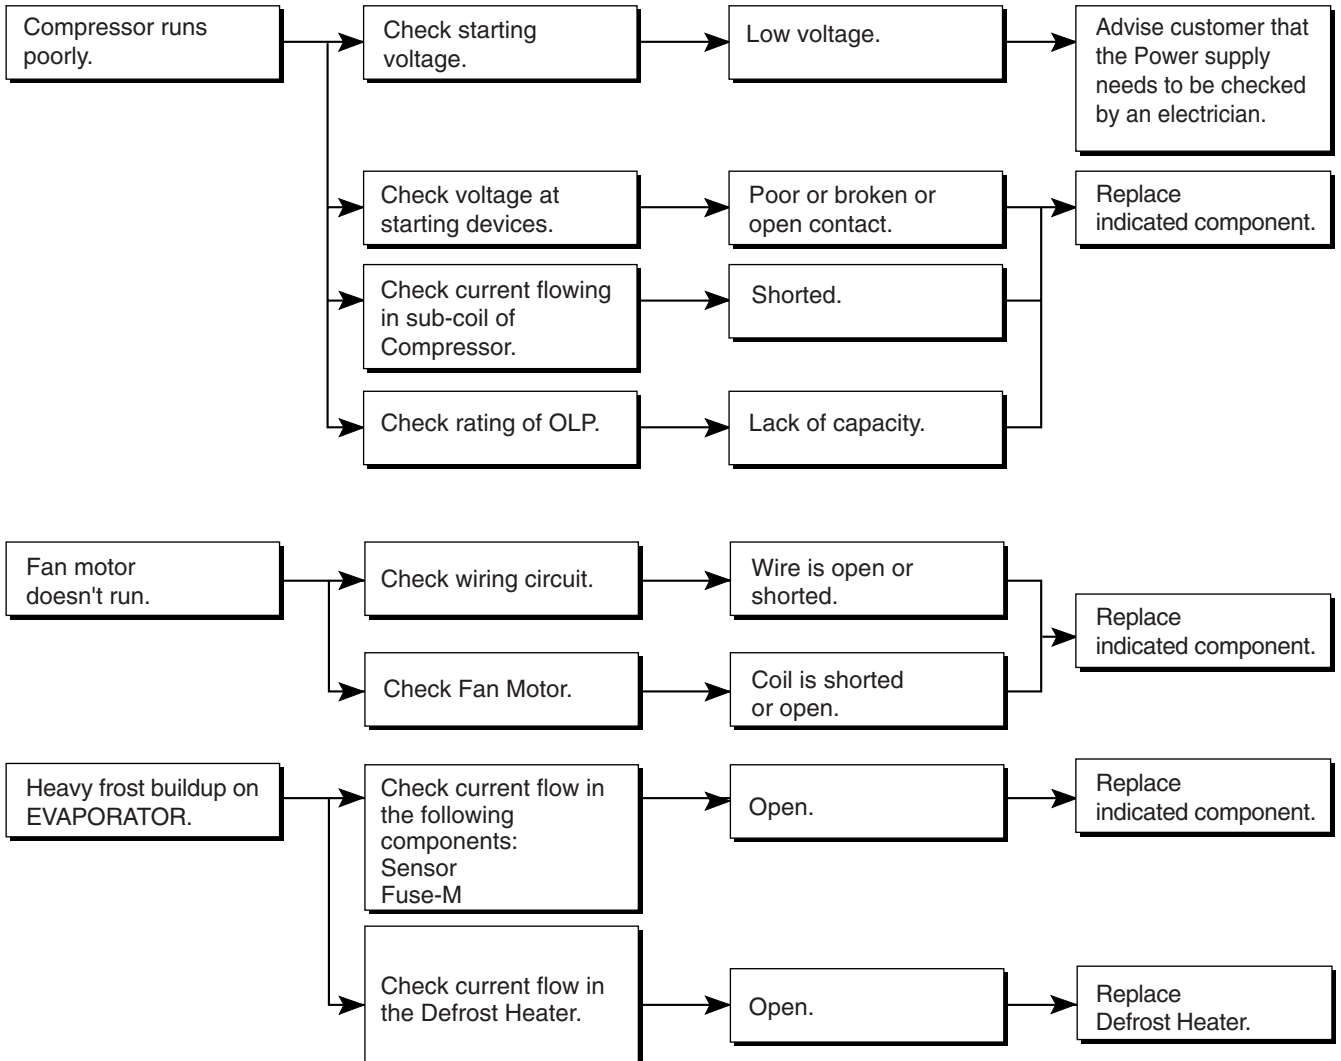 Compressor runs
poorly.
Check starting
voltage.
Low voltage.
Advise customer that
the Power supply
needs to be checked
by an electrician.
Check voltage at
starting devices.
Poor or broken or
open contact.
Replace
indicated component.
Check current flowing
in sub-coil of
Compressor.
Shorted.
Check rating of OLP.
Lack of capacity.
Fan motor
doesn't run.
Check wiring circuit.
Wire is open or
shorted.
Replace
indicated component.
Check Fan Motor.
Coil is shorted
or open.
Heavy frost buildup on
EVAPORATOR.
Check current flow in
the following
components:
Sensor
Fuse-M
Open.
Replace
indicated component.
Check current flow in
the Defrost Heater.
Open.
Replace
Defrost Heater.